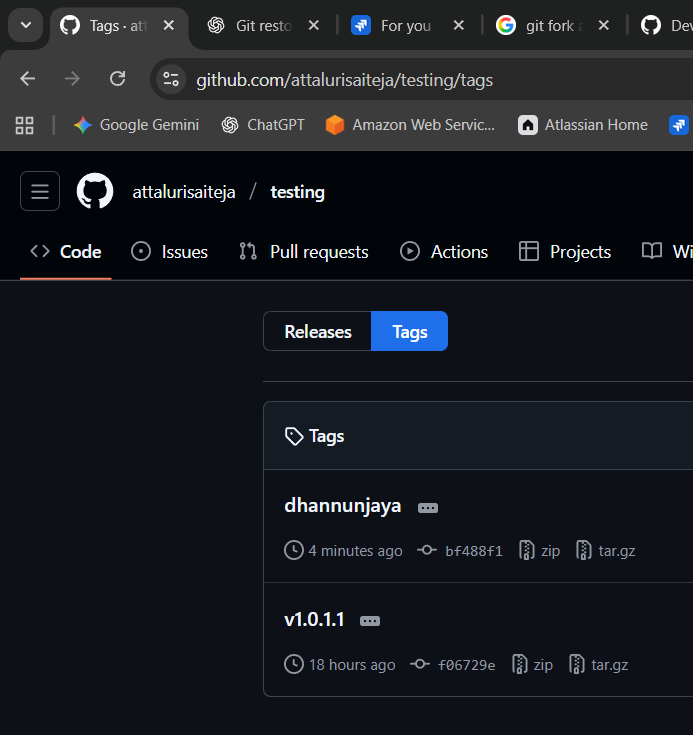 Tags · att
Git resto
For you
git fork a
Dev
github.com/attalurisaiteja/testing/tags
Google Gemini
ChatGPT
Amazon Web Servic...
Atlassian Home
attalurisaiteja / testing
Code
Issues
Pull requests
Actions
Projects
Wi
Releases
Tags
Tags
dhannunjaya
4 minutes ago
bf488f1
zip
tar.gz
v1.0.1.1
18 hours ago
f06729e
zip
tar.gz